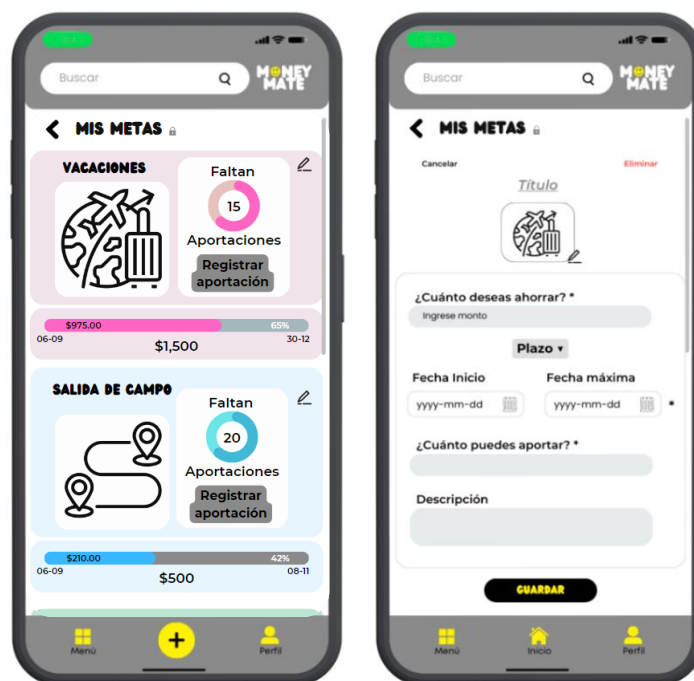 Buscar
MONEY
MATE
MIS METAS
VACACIONES
Faltan
15
Aportaciones
Registrar
aportación
$975.00
65%
06-09
$1,500
30-12
SALIDA DE CAMPO
Faltan
20
Aportaciones
Registrar
aportación
$210.00
42%
06-09
$500
08-11
Menú
+
Perfil
Buscar
MONEY
MATE
MIS METAS
Cancelar
Eliminar
Título
¿Cuánto deseas ahorrar? *
Ingrese monto
Plazo ▾
Fecha Inicio
Fecha máxima
yyyy-mm-dd
yyyy-mm-dd
*
¿Cuánto puedes aportar? *
Descripción
GUARDAR
Menú
Inicio
Perfil